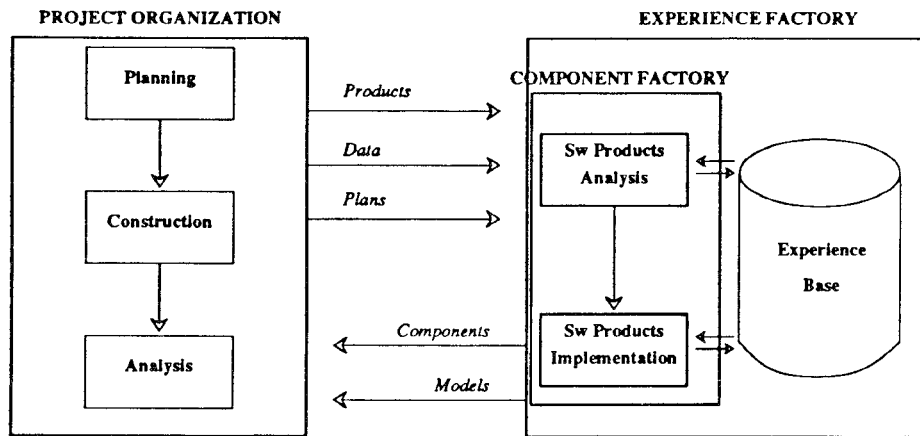 PROJECT ORGANIZATION
EXPERIENCE FACTORY
Planning
Construction
Analysis
Products
Data
Plans
Components
Models
COMPONENT FACTORY
Sw Products
Analysis
Sw Products
Implementation
Experience
Base